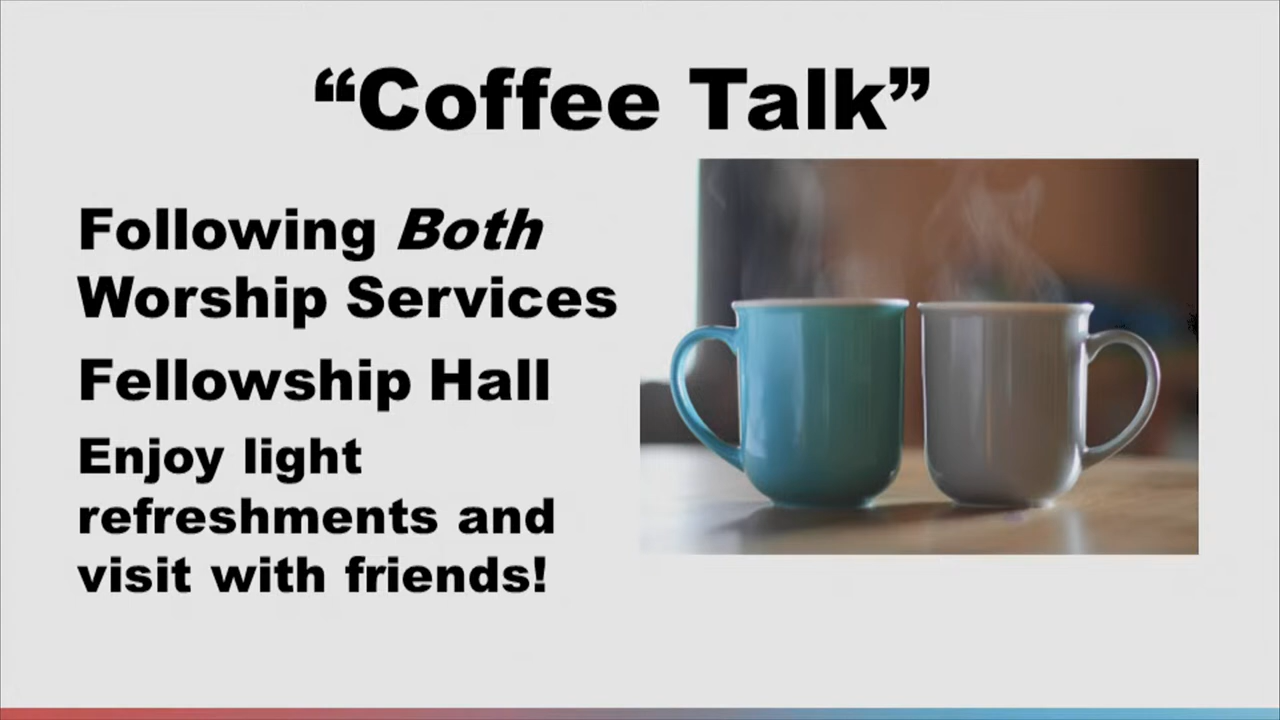 “Coffee Talk”
Following Both
Worship Services
Fellowship Hall
Enjoy light
refreshments and
visit with friends!